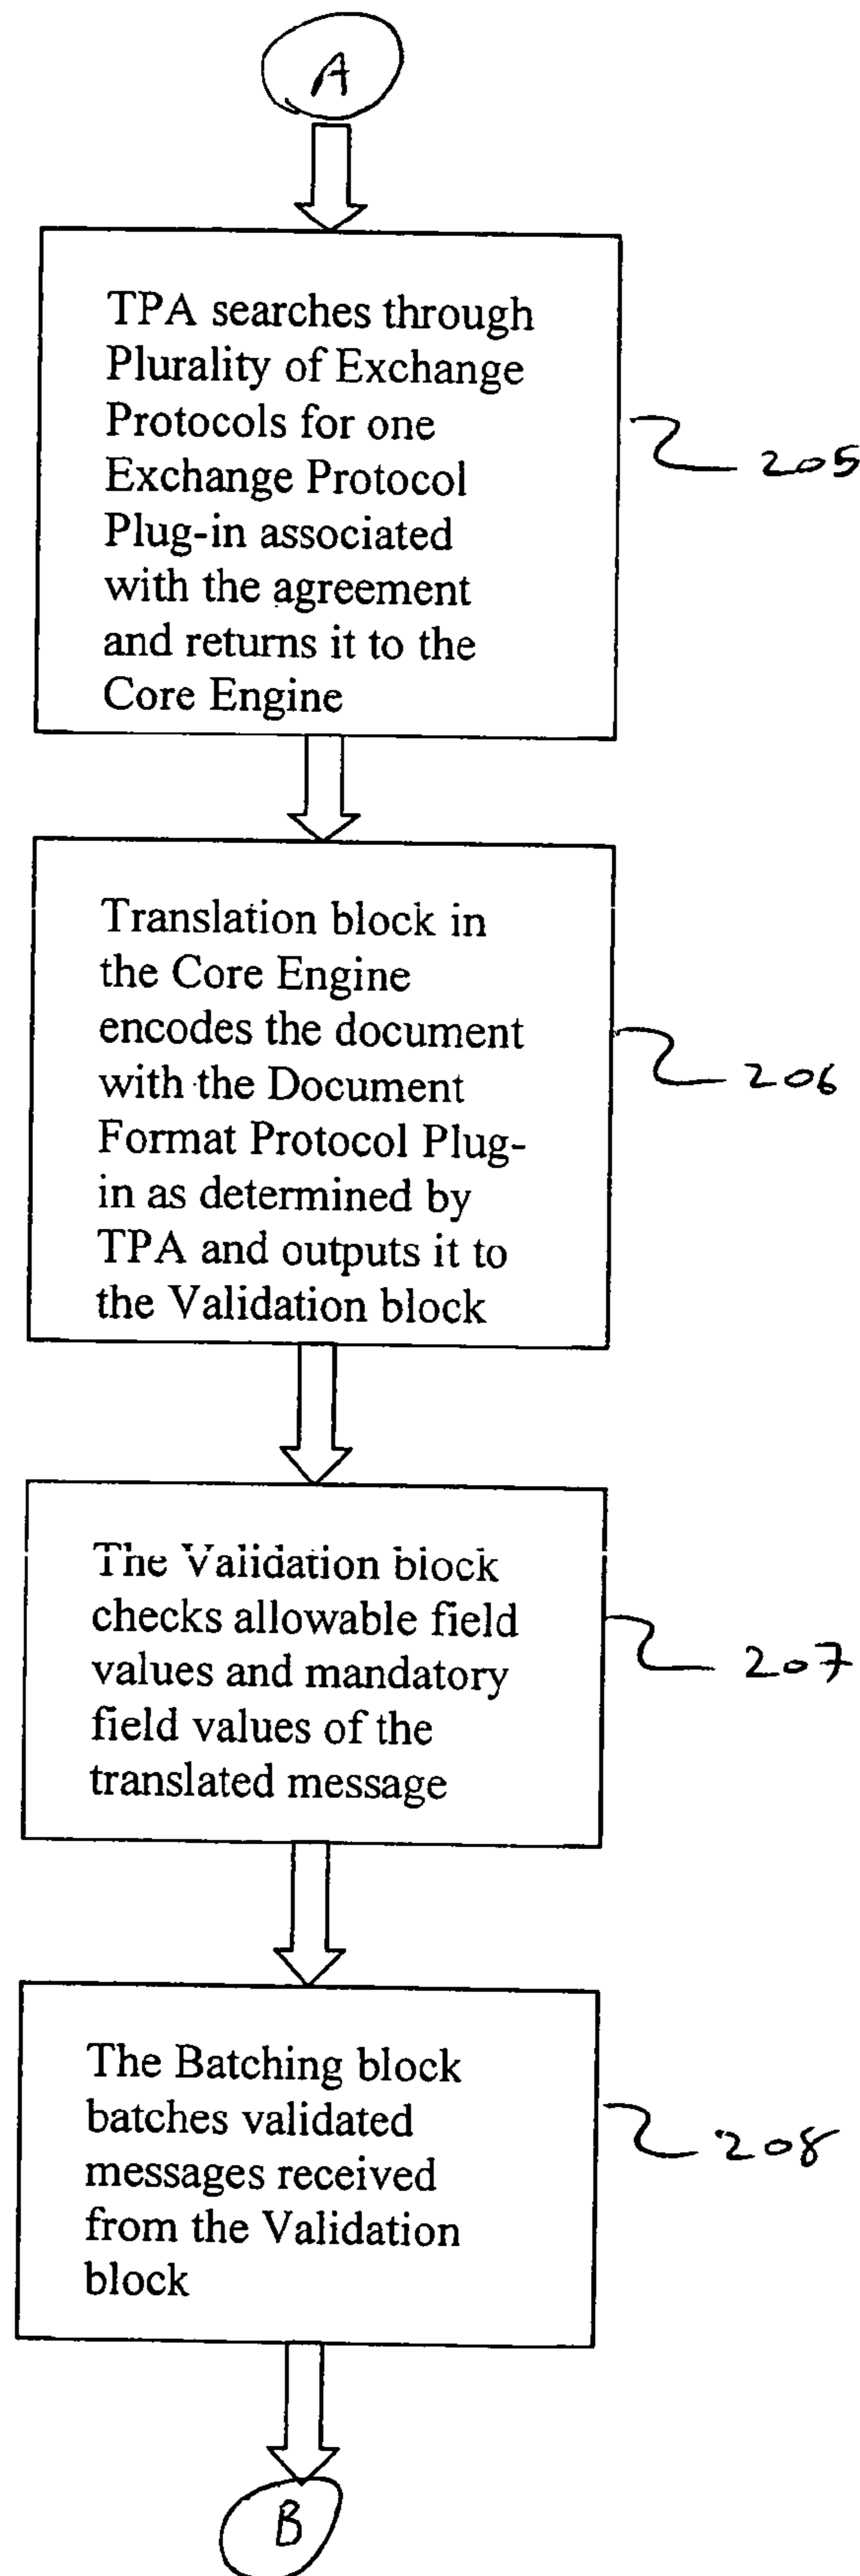 A
TPA searches through
Plurality of Exchange
Protocols for one
Exchange Protocol
Plug-in associated
with the agreement
and returns it to the
Core Engine
205
Translation block in
the Core Engine
encodes the document
with the Document
Format Protocol Plug-
in as determined by
TPA and outputs it to
the Validation block
206
The Validation block
checks allowable field
values and mandatory
field values of the
translated message
207
The Batching block
batches validated
messages received
from the Validation
block
208
B